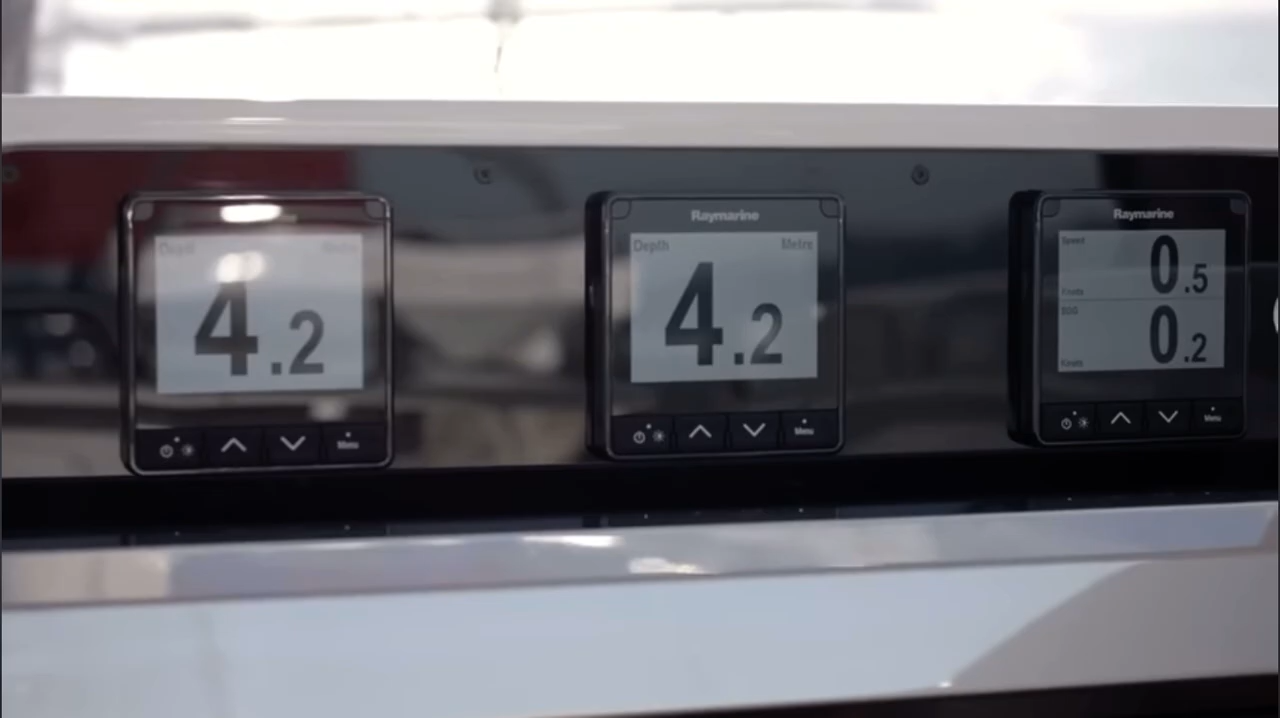 Depth Metre
4.2
Menu
Raymarine
Depth Metre
4.2
Menu
Raymarine
Speed
0.5
Knots
SOG
0.2
Knots
Menu